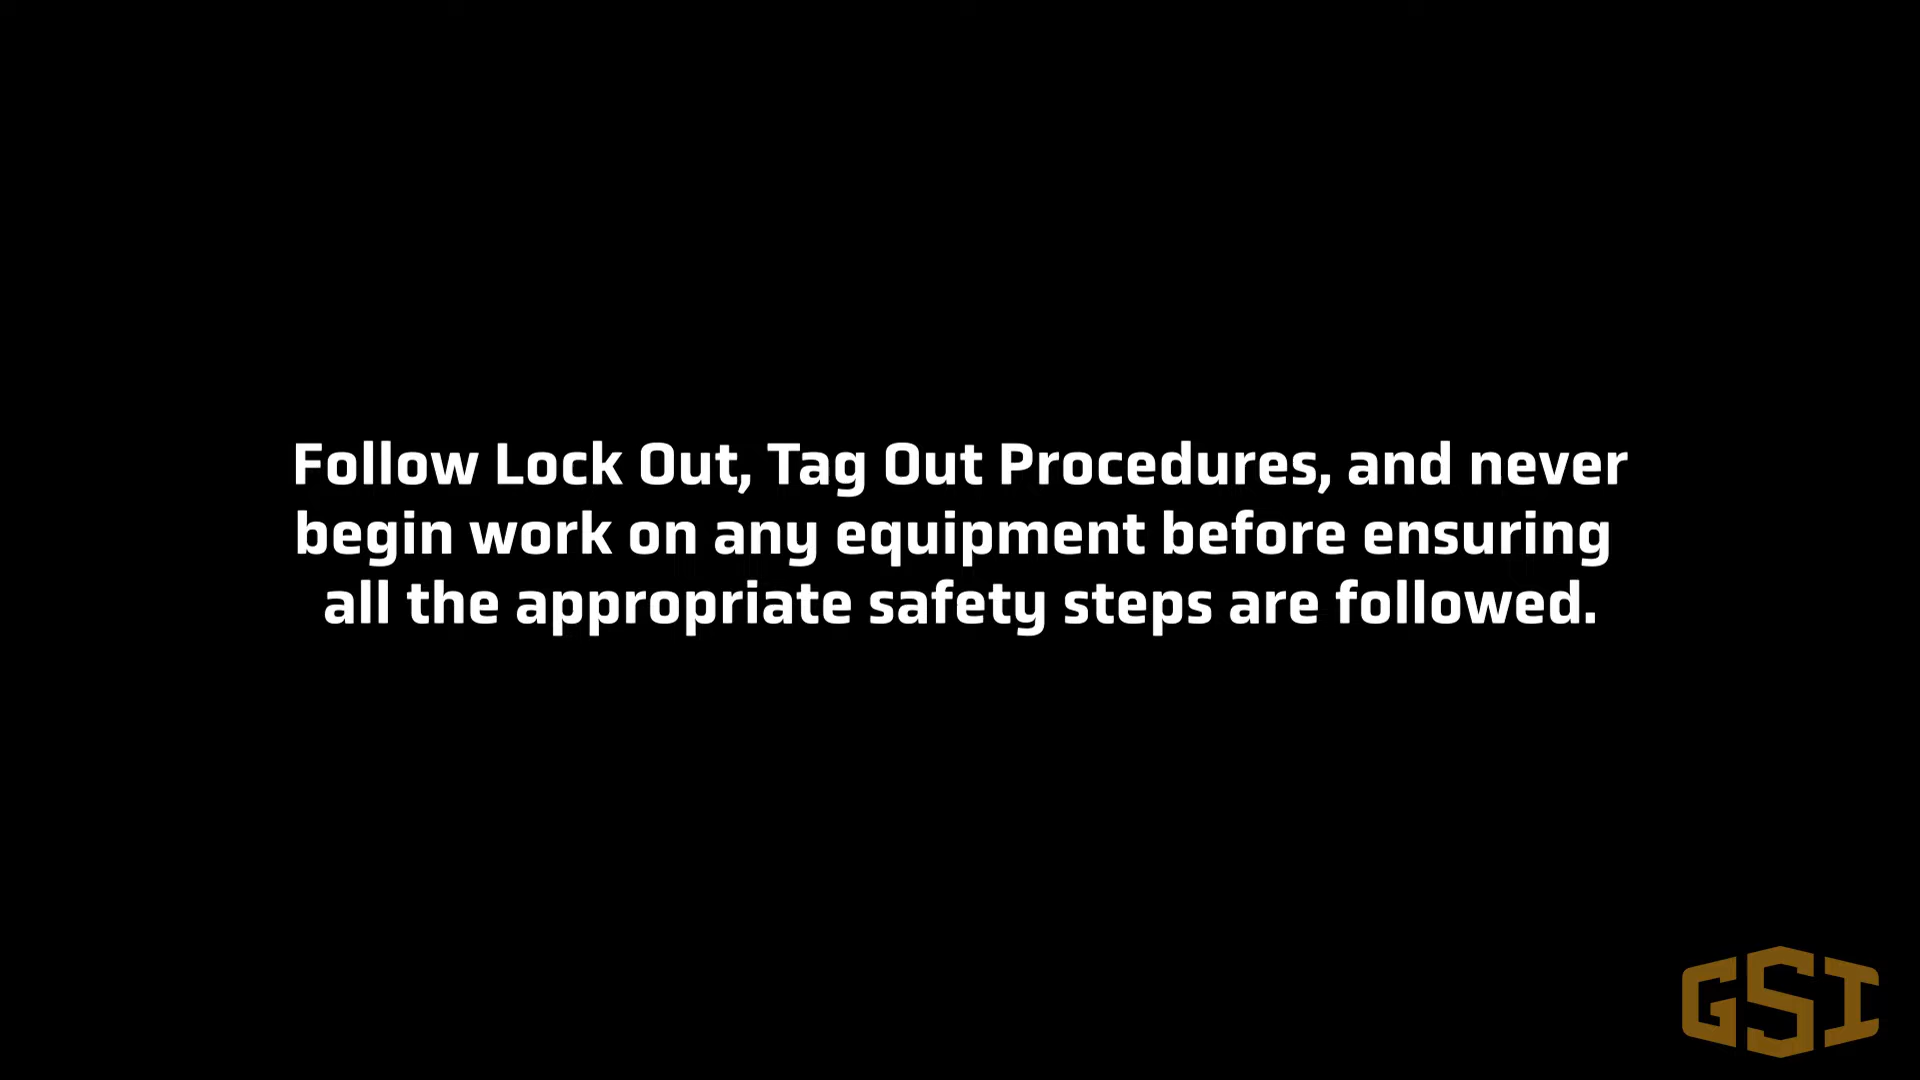 Follow Lock Out, Tag Out Procedures, and never
begin work on any equipment before ensuring
all the appropriate safety steps are followed.
GSI